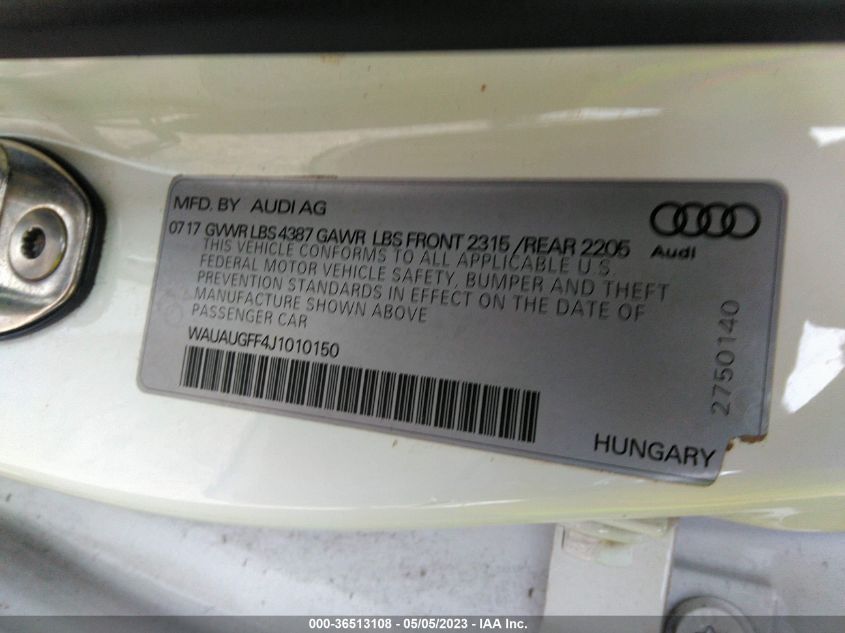 MFD. BY AUDI AG
0717 GVWR LBS 4387 GAWR LBS FRONT 2315 /REAR 2205
THIS VEHICLE CONFORMS TO ALL APPLICABLE U.S.
FEDERAL MOTOR VEHICLE SAFETY, BUMPER AND THEFT
PREVENTION STANDARDS IN EFFECT ON THE DATE OF
MANUFACTURE SHOWN ABOVE
PASSENGER CAR
WAUAUGFF4J1010150
Audi
2750140
HUNGARY
000-36513108 - 05/05/2023 - IAA Inc.